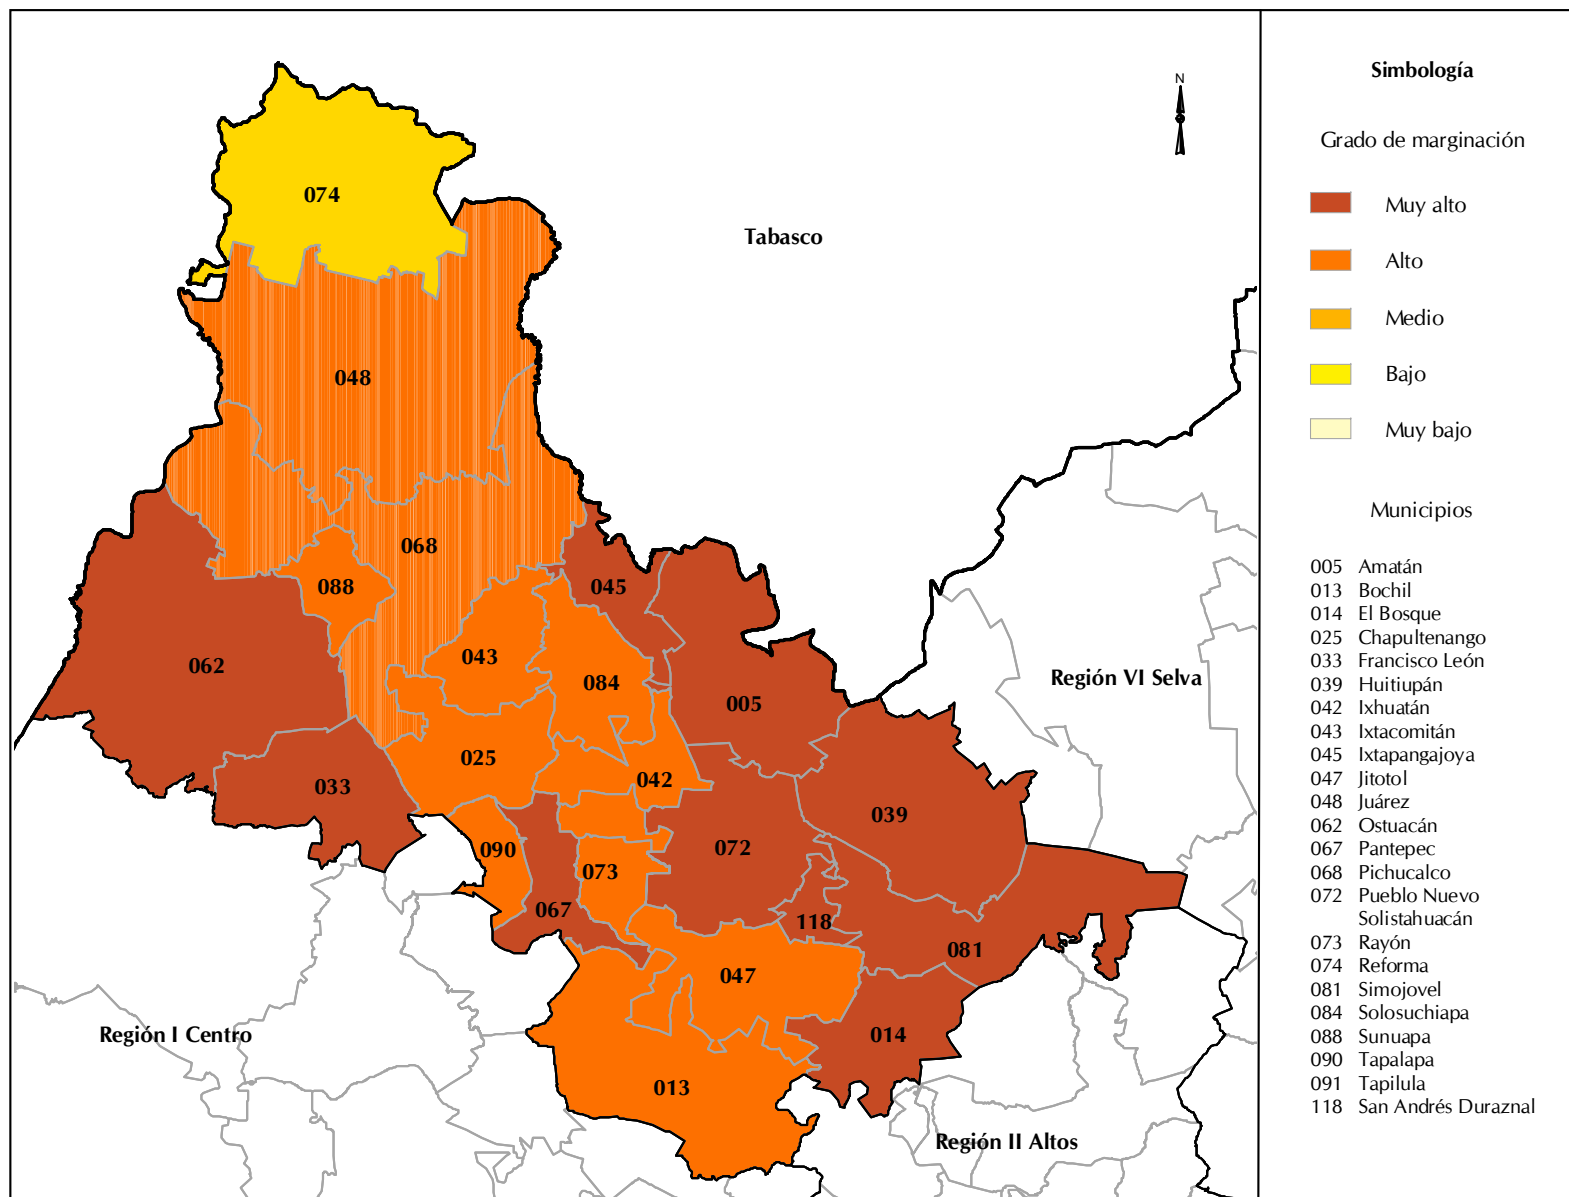 074
048
068
088
045
062
043
084
005
025
042
033
039
090
072
073
067
118
081
047
014
013
Tabasco
Región VI Selva
Región I Centro
Región II Altos
N
Simbología
Grado de marginación
Muy alto
Alto
Medio
Bajo
Muy bajo
Municipios
005 Amatán
013 Bochil
014 El Bosque
025 Chapultenango
033 Francisco León
039 Huitiupán
042 Ixhuatán
043 Ixtacomitán
045 Ixtapangajoya
047 Jitotol
048 Juárez
062 Ostuacán
067 Pantepec
068 Pichucalco
072 Pueblo Nuevo
Solistahuacán
073 Rayón
074 Reforma
081 Simojovel
084 Solosuchiapa
088 Sunuapa
090 Tapalapa
091 Tapilula
118 San Andrés Duraznal